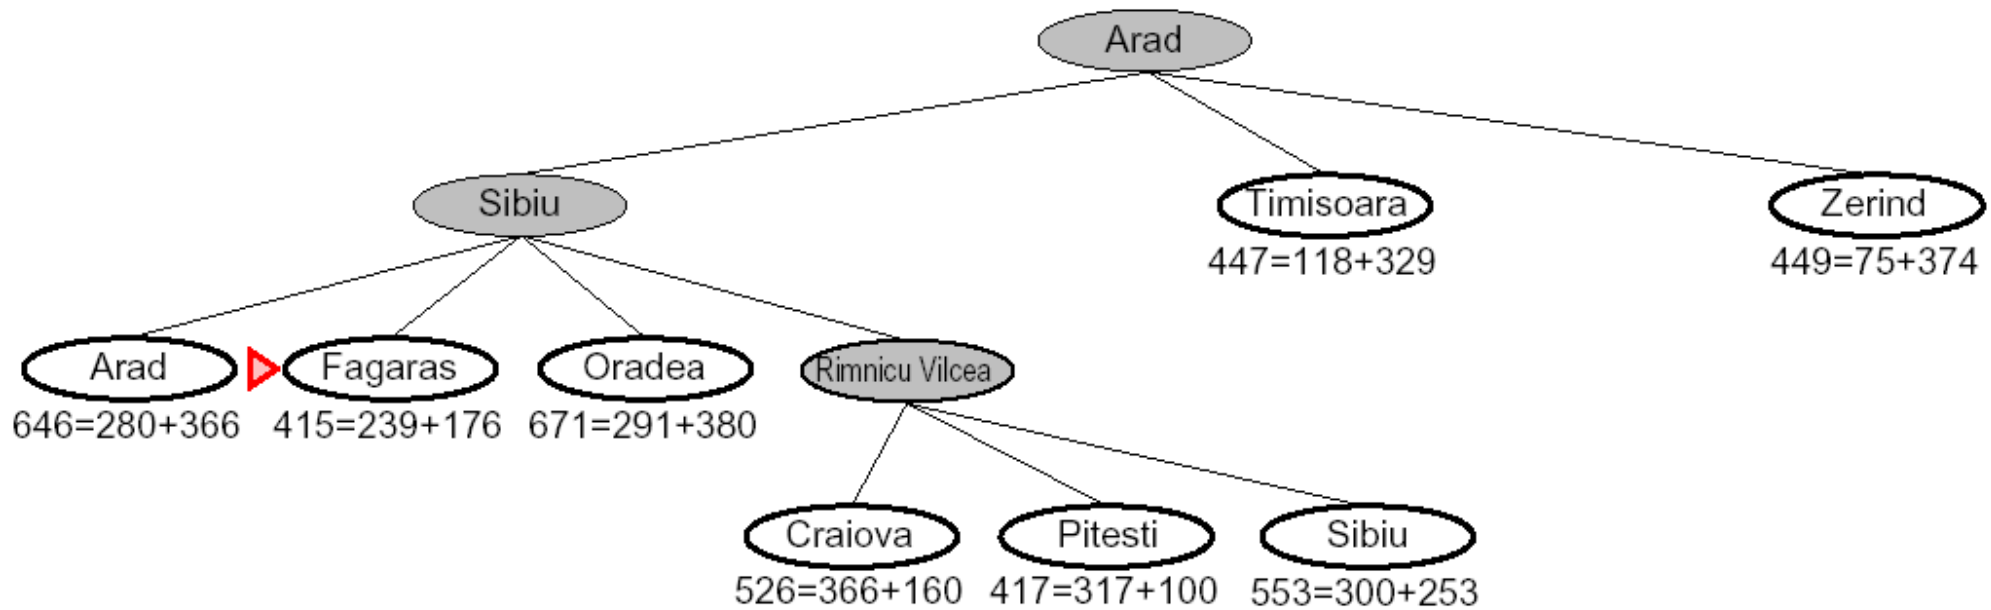 Arad
Sibiu
Timisoara
Zerind
447=118+329
449=75+374
Arad
Fagaras
Oradea
Rimnicu Vilcea
646=280+366
415=239+176
671=291+380
Craiova
Pitesti
Sibiu
526=366+160
417=317+100
553=300+253